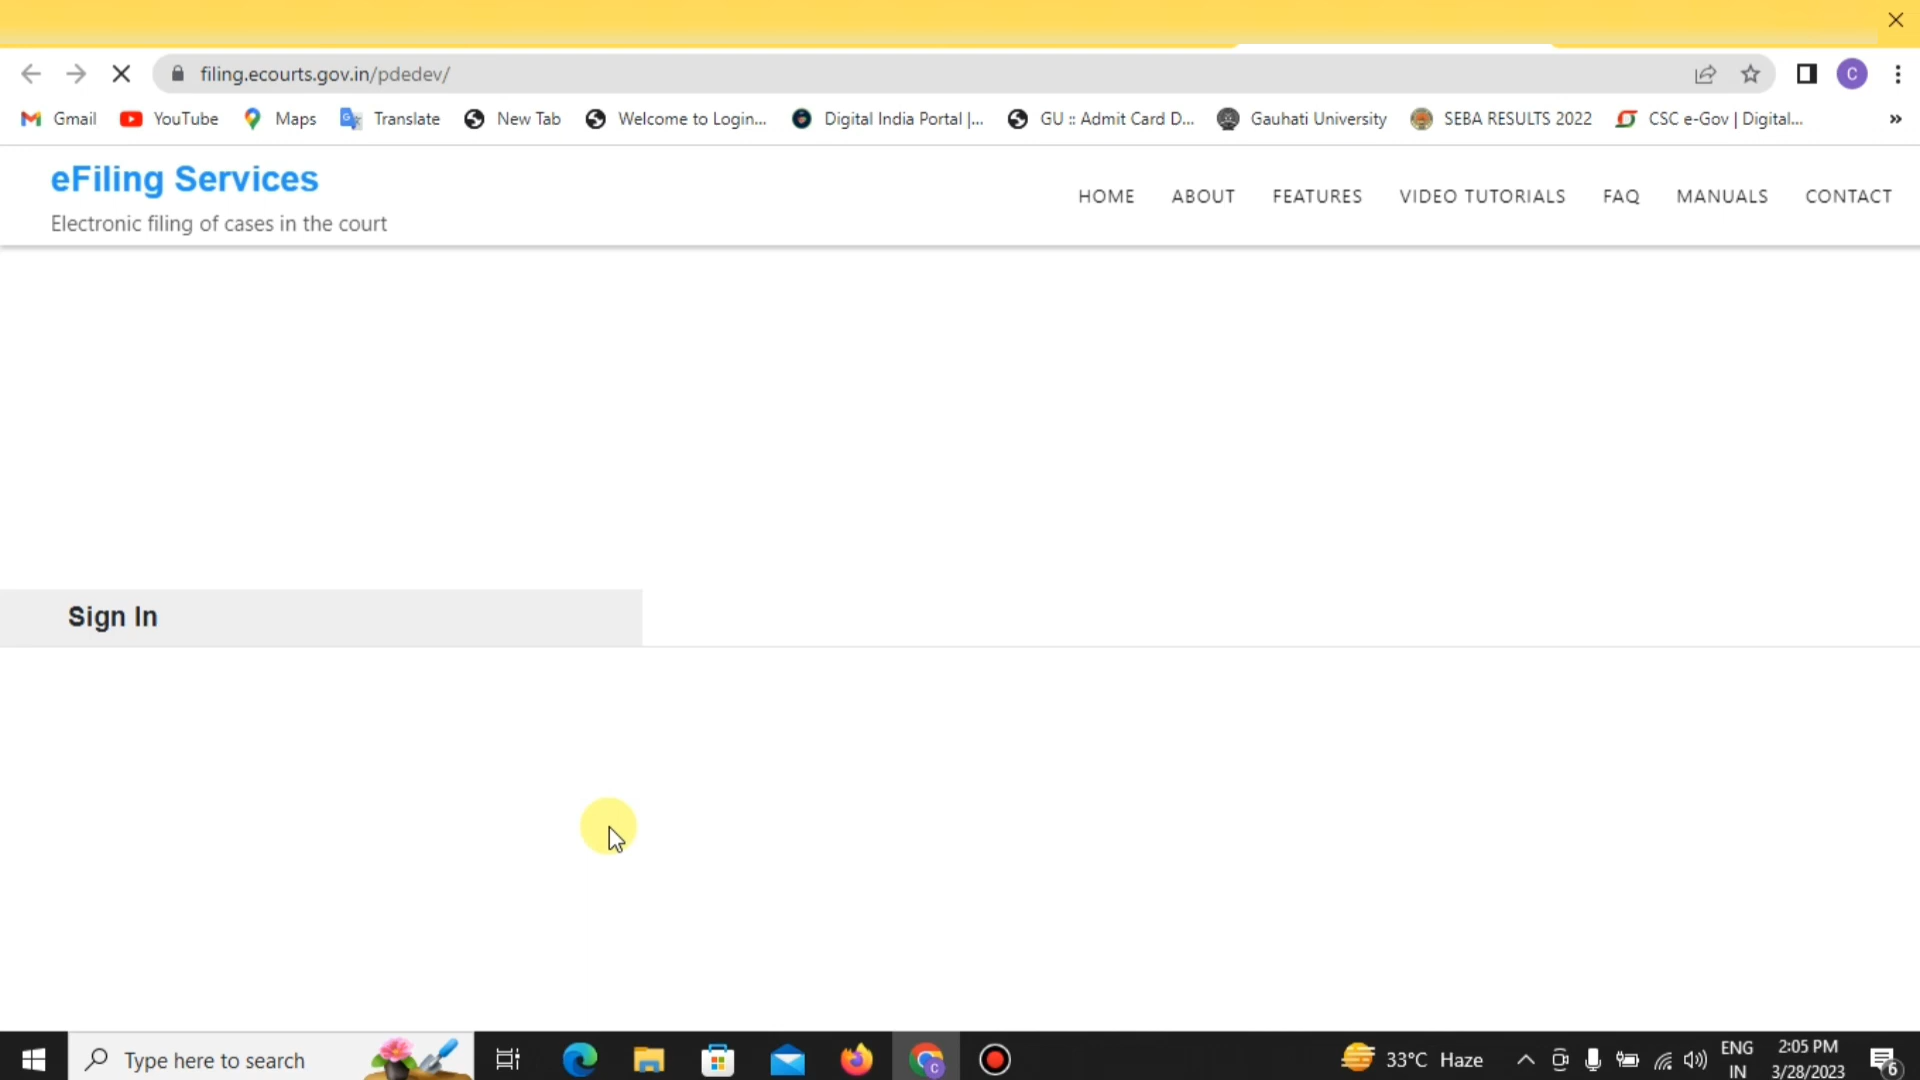 filing.ecourts.gov.in/pdedev/
C
Gmail YouTube Maps Translate New Tab Welcome to Login... Digital India Portal |... GU :: Admit Card D... Gauhati University SEBA RESULTS 2022 CSC e-Gov | Digital... »
eFiling Services
HOME ABOUT FEATURES VIDEO TUTORIALS FAQ MANUALS CONTACT
Electronic filing of cases in the court
Sign In
Type here to search
C
33°C Haze
ENG
IN
2:05 PM
3/28/2023
6